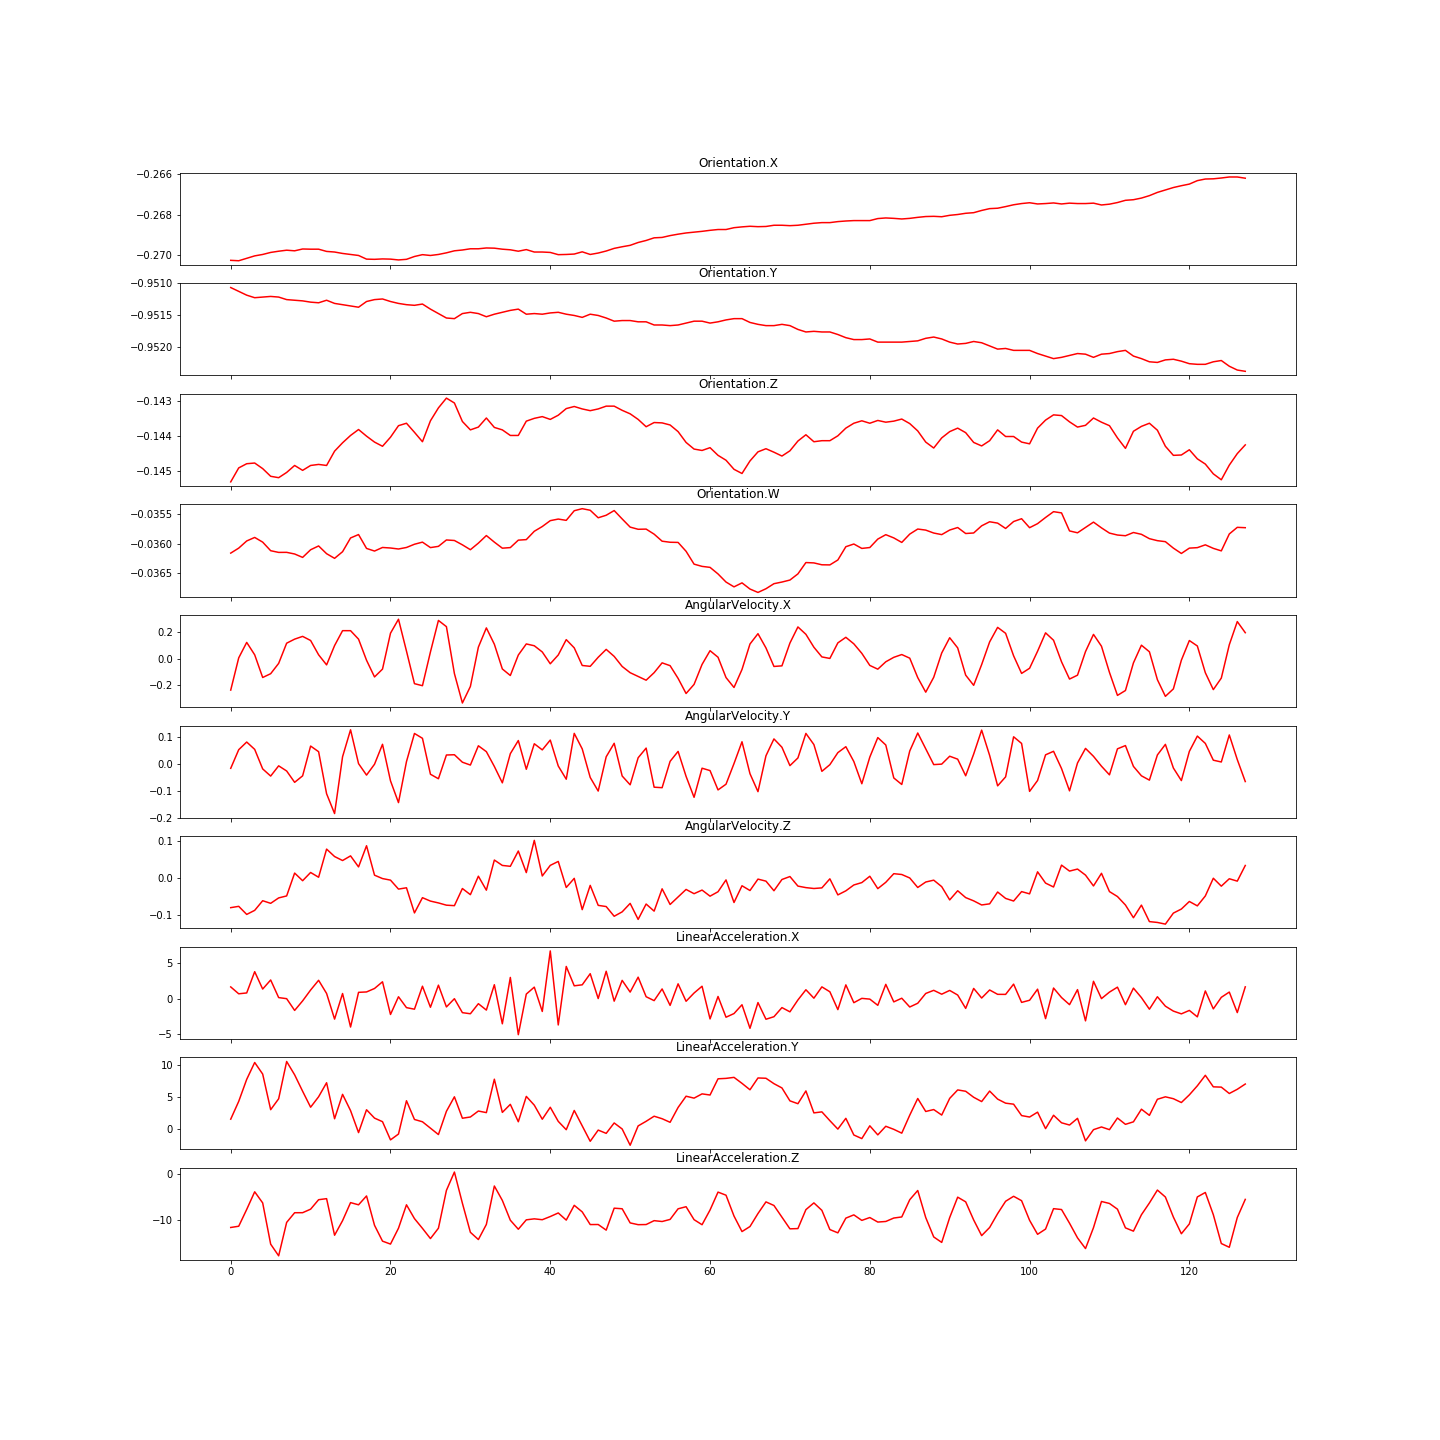 Orientation.X
−0.266
−0.268
−0.270
Orientation.Y
−0.9510
−0.9515
−0.9520
Orientation.Z
−0.143
−0.144
−0.145
Orientation.W
−0.0355
−0.0360
−0.0365
AngularVelocity.X
0.2
0.0
−0.2
AngularVelocity.Y
0.1
0.0
−0.1
−0.2
AngularVelocity.Z
0.1
0.0
−0.1
LinearAcceleration.X
5
0
−5
LinearAcceleration.Y
10
5
0
LinearAcceleration.Z
0
−10
0 20 40 60 80 100 120